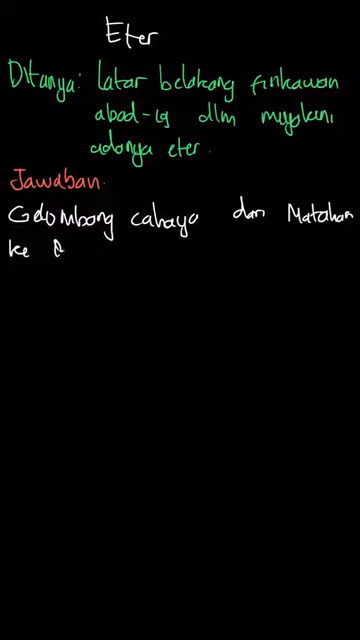 Eter
Ditanya: latar belakang fisikawan
abad-19 dlm meyakini
adanya eter.
Jawaban.
Gelombang cahaya dari Matahari
ke B